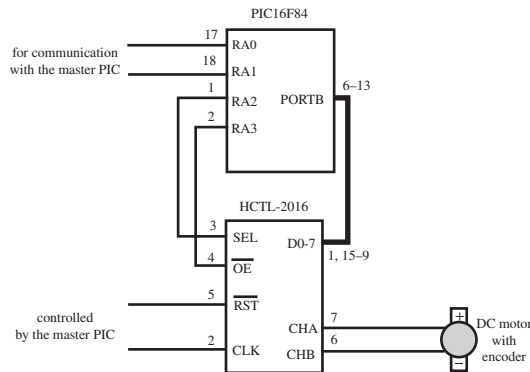 PIC16F84
for communication
with the master PIC
17
RA0
18
RA1
1
RA2
2
RA3
PORTB
6–13
HCTL-2016
3
SEL
D0-7
1, 15–9
4
OE
5
RST
controlled
by the master PIC
2
CLK
CHA
7
CHB
6
+
–
DC motor
with
encoder